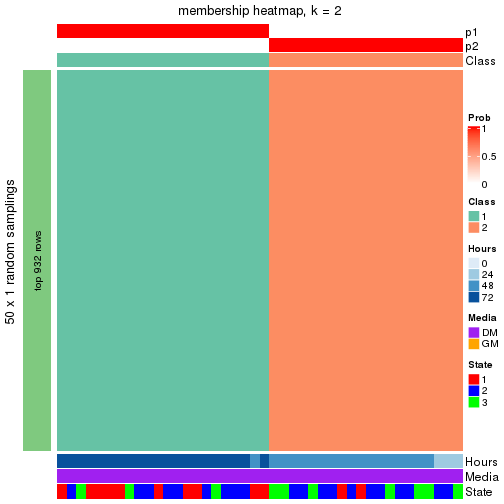 membership heatmap, k = 2
p1
p2
Class
50 x 1 random samplings
top 932 rows
Prob
1
0.5
0
Class
1
2
Hours
0
24
48
72
Media
DM
GM
State
1
2
3
Hours
Media
State